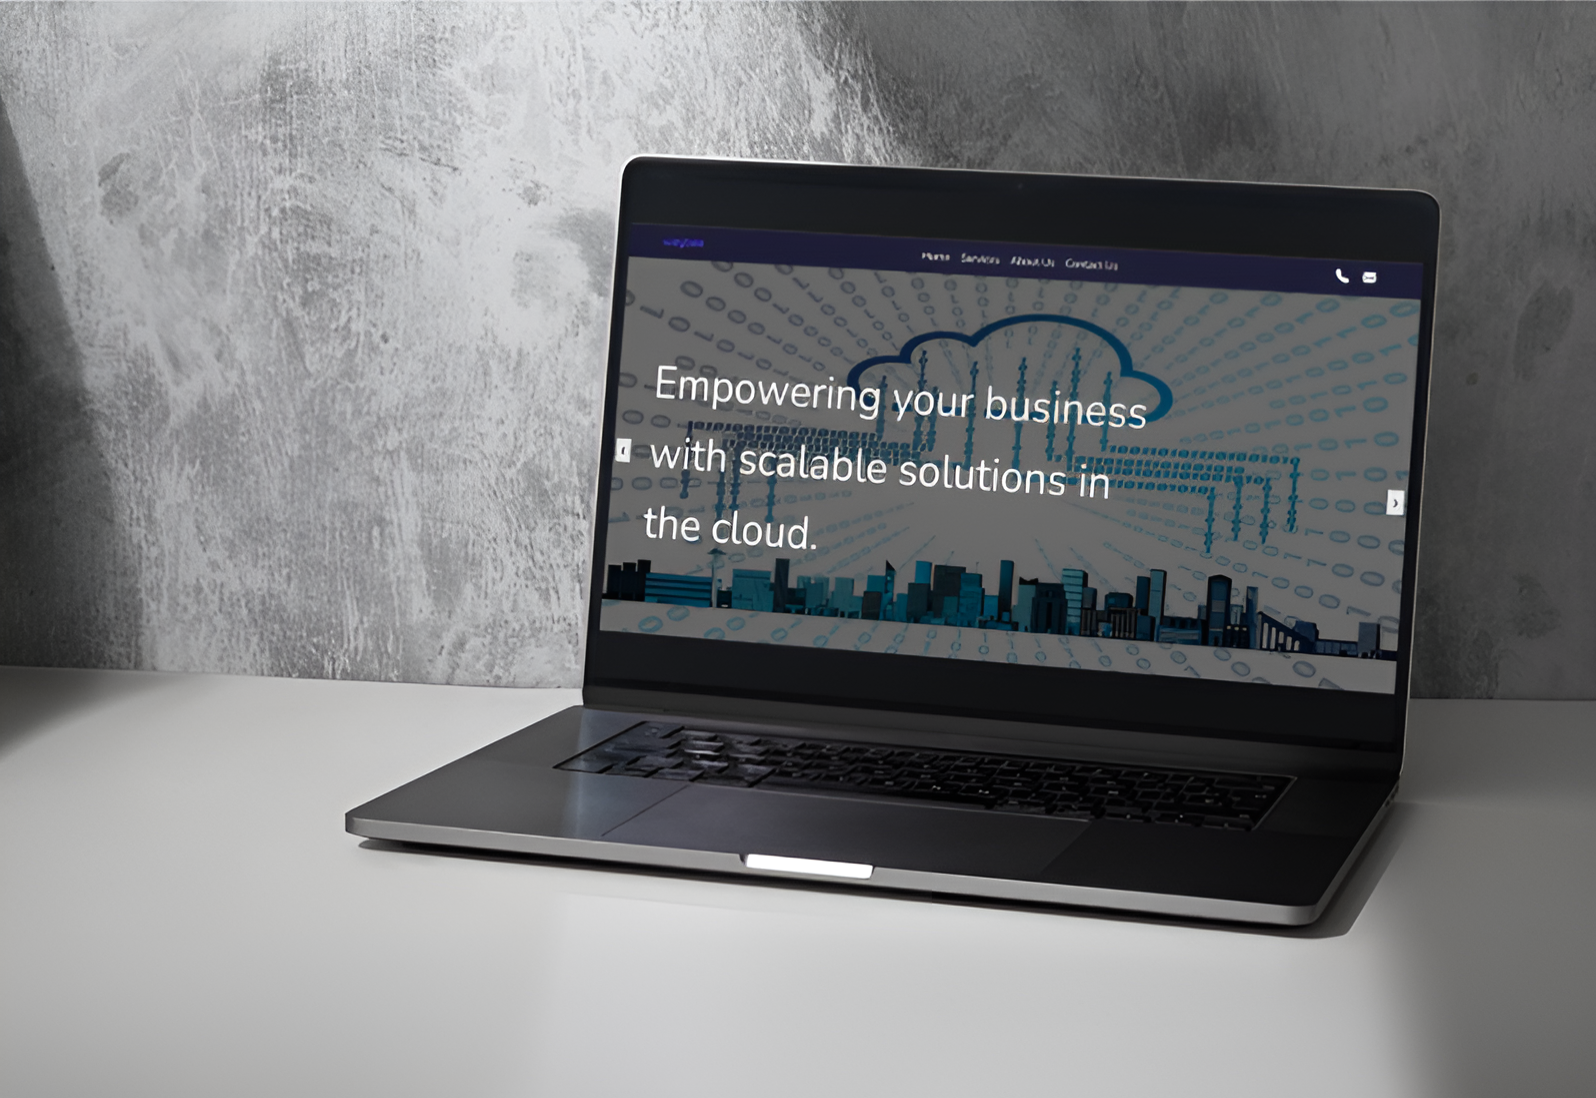 Home Services About Us Contact Us
Empowering your business
with scalable solutions in
the cloud.